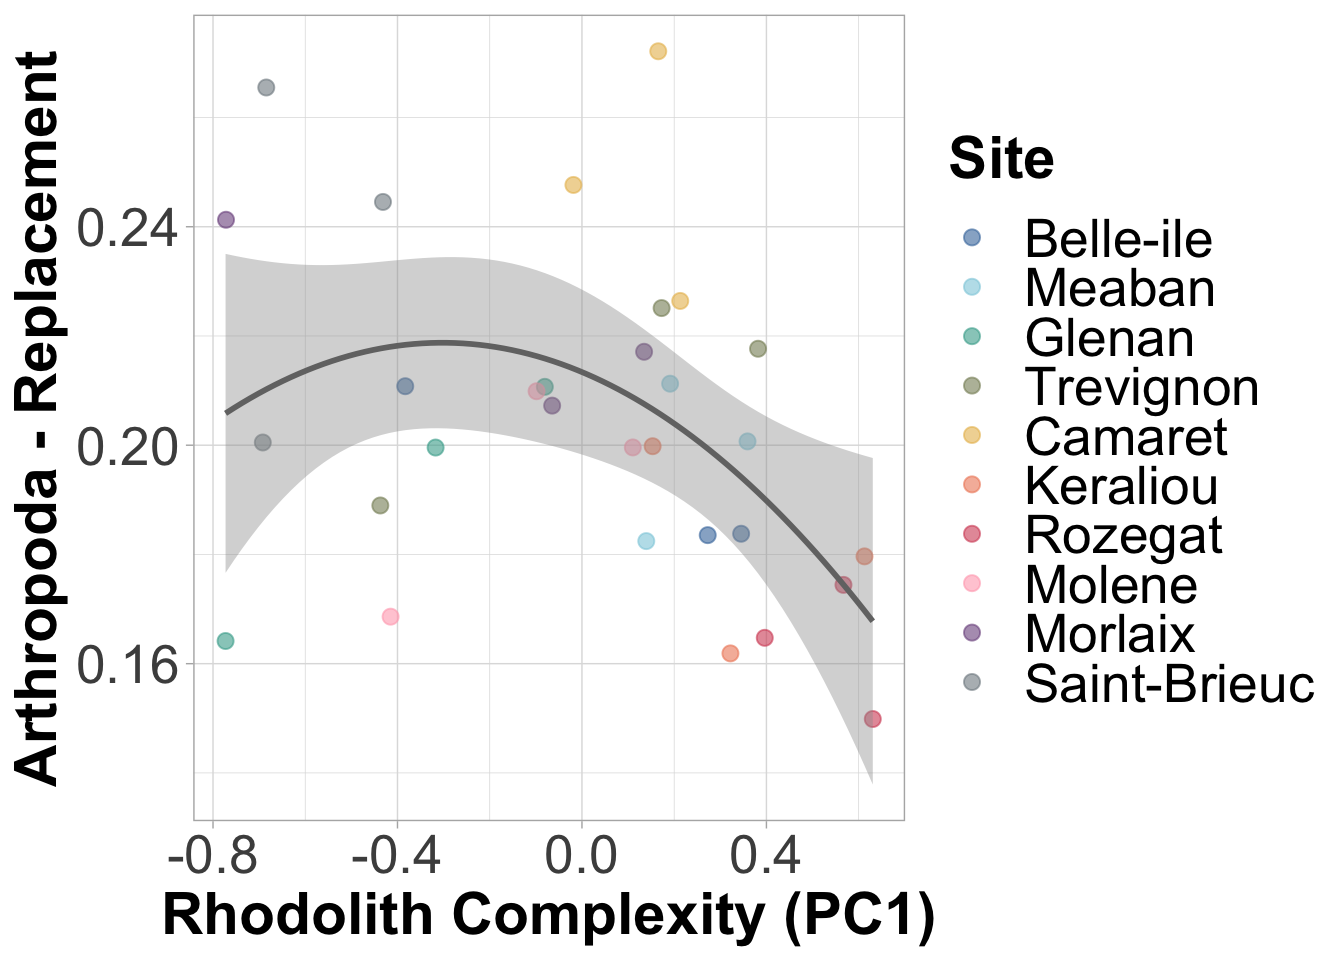 Arthropoda - Replacement
0.24
0.20
0.16
-0.8
-0.4
0.0
0.4
Rhodolith Complexity (PC1)
Site
Belle-ile
Meaban
Glenan
Trevignon
Camaret
Keraliou
Rozegat
Molene
Morlaix
Saint-Brieuc